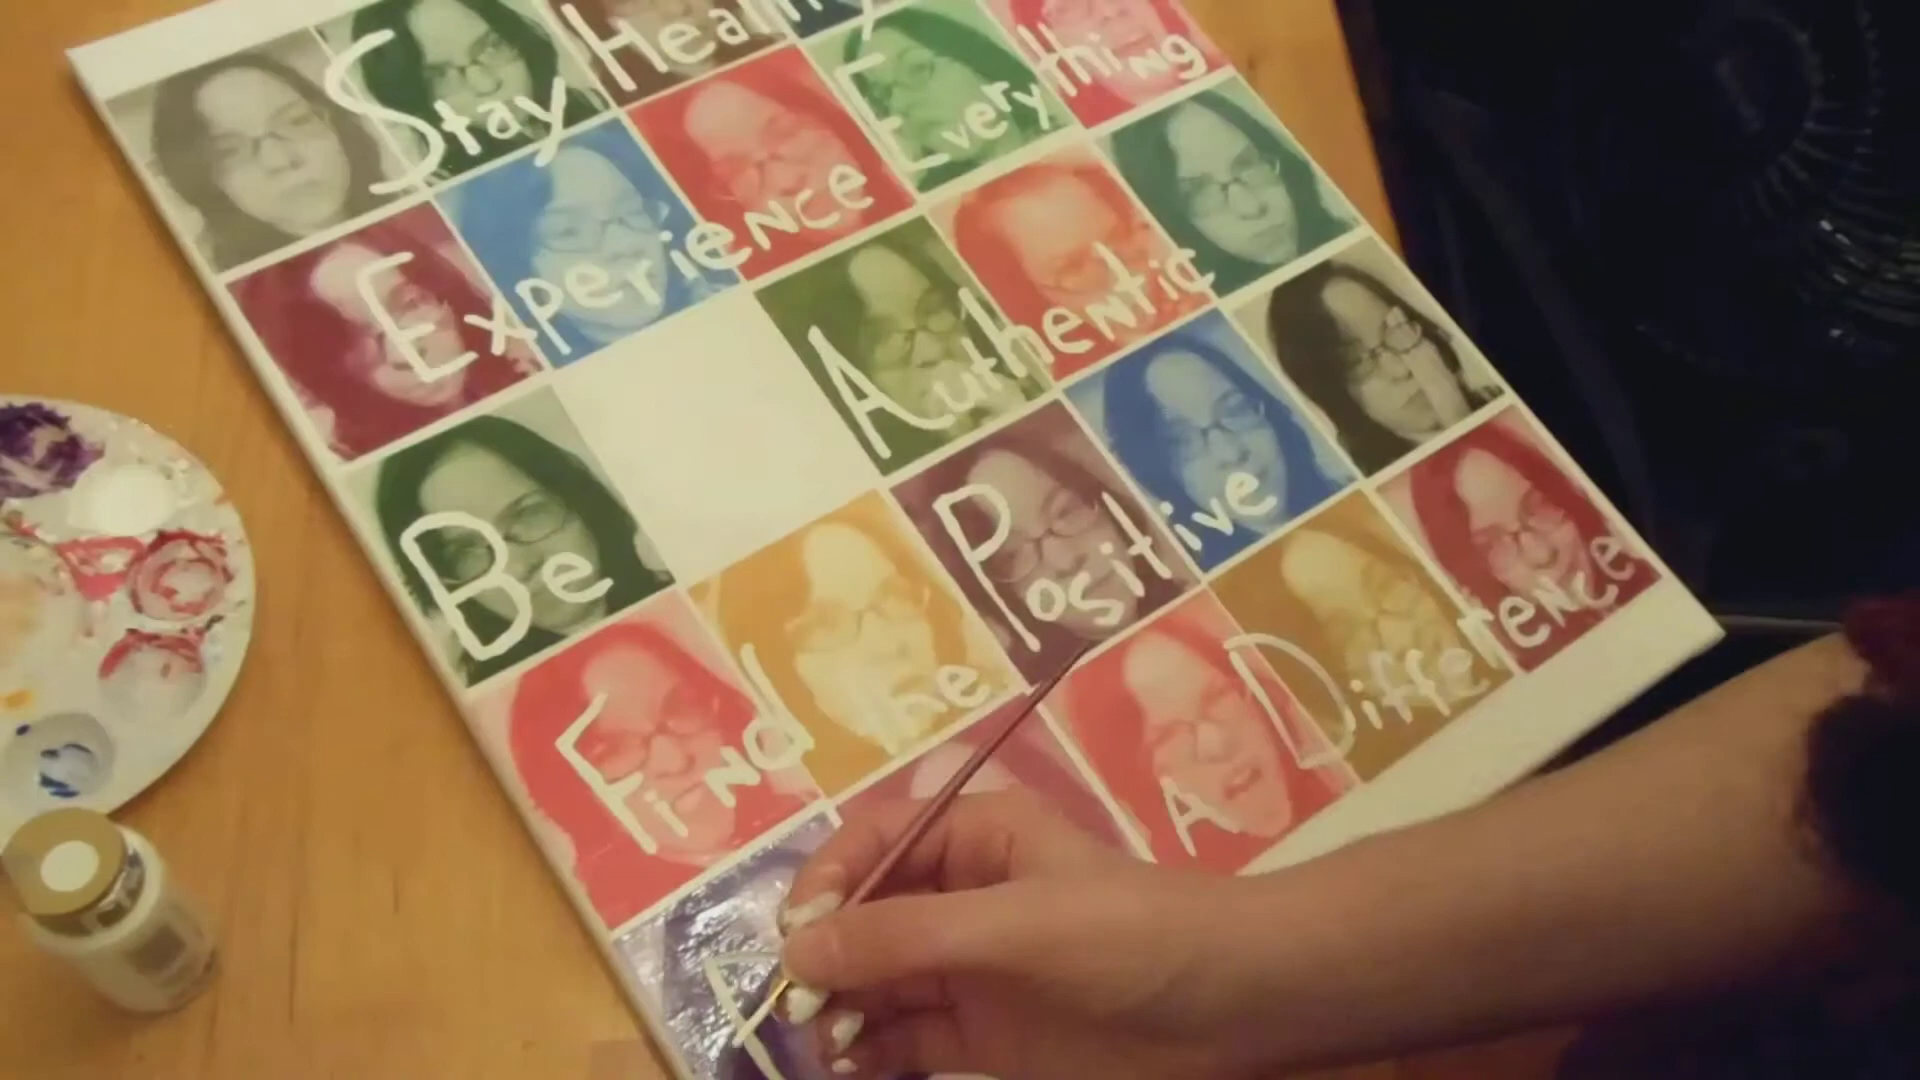 Stay Healthy
Experience Everything
Be Authentic
Find The Positive
A Difference